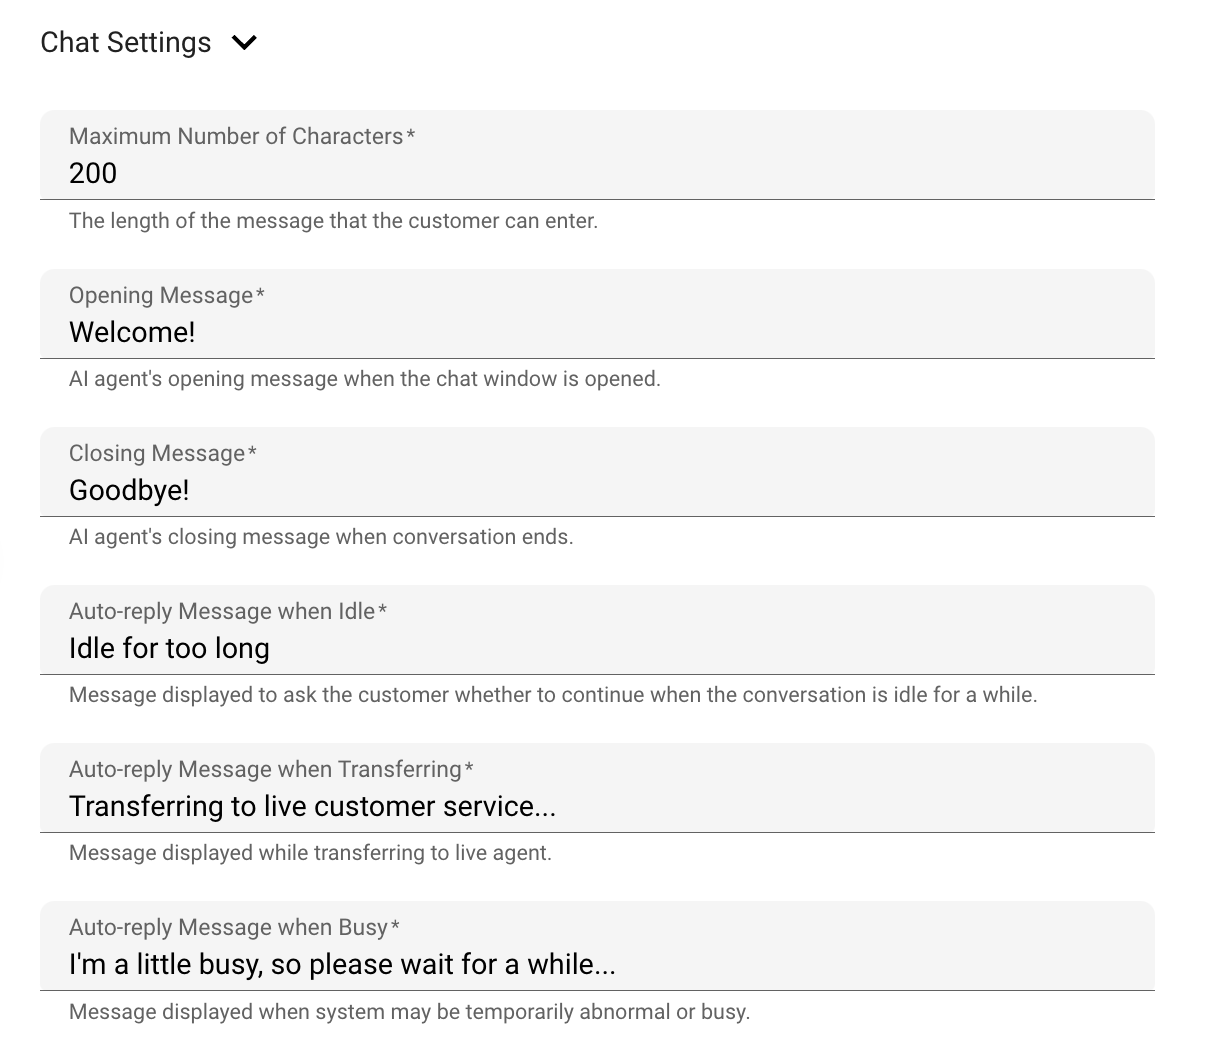 Chat Settings
Maximum Number of Characters*
200
The length of the message that the customer can enter.
Opening Message*
Welcome!
AI agent's opening message when the chat window is opened.
Closing Message*
Goodbye!
AI agent's closing message when conversation ends.
Auto-reply Message when Idle*
Idle for too long
Message displayed to ask the customer whether to continue when the conversation is idle for a while.
Auto-reply Message when Transferring*
Transferring to live customer service...
Message displayed while transferring to live agent.
Auto-reply Message when Busy*
I'm a little busy, so please wait for a while...
Message displayed when system may be temporarily abnormal or busy.